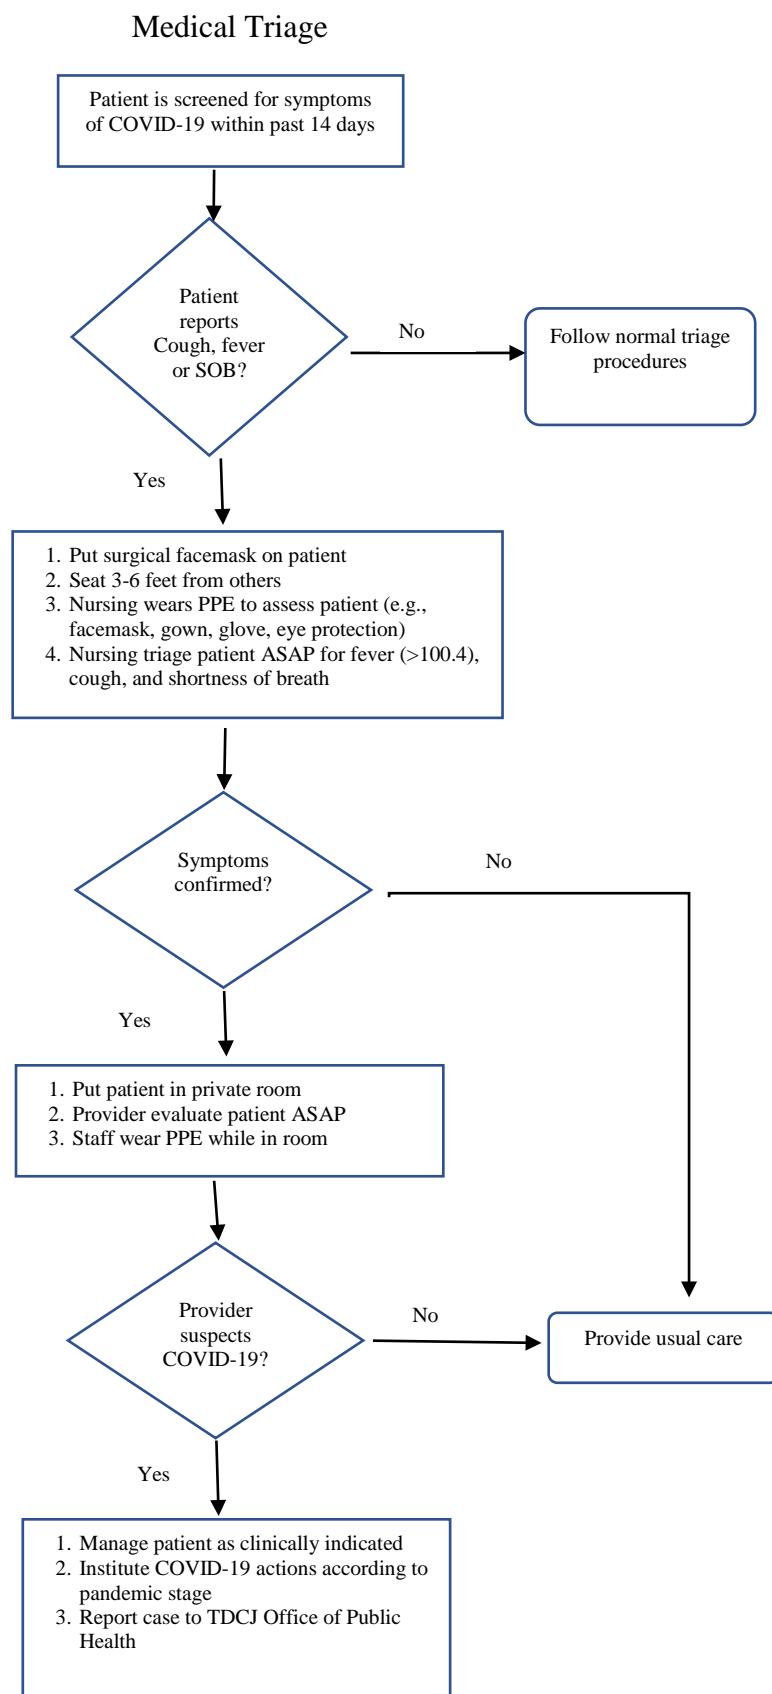 Medical Triage
Patient is screened for symptoms
of COVID-19 within past 14 days
Patient
reports
Cough, fever
or SOB?
No
Follow normal triage
procedures
Yes
1. Put surgical facemask on patient
2. Seat 3-6 feet from others
3. Nursing wears PPE to assess patient (e.g.,
facemask, gown, glove, eye protection)
4. Nursing triage patient ASAP for fever (>100.4),
cough, and shortness of breath
Symptoms
confirmed?
No
Yes
1. Put patient in private room
2. Provider evaluate patient ASAP
3. Staff wear PPE while in room
Provider
suspects
COVID-19?
No
Provide usual care
Yes
1. Manage patient as clinically indicated
2. Institute COVID-19 actions according to
pandemic stage
3. Report case to TDCJ Office of Public
Health